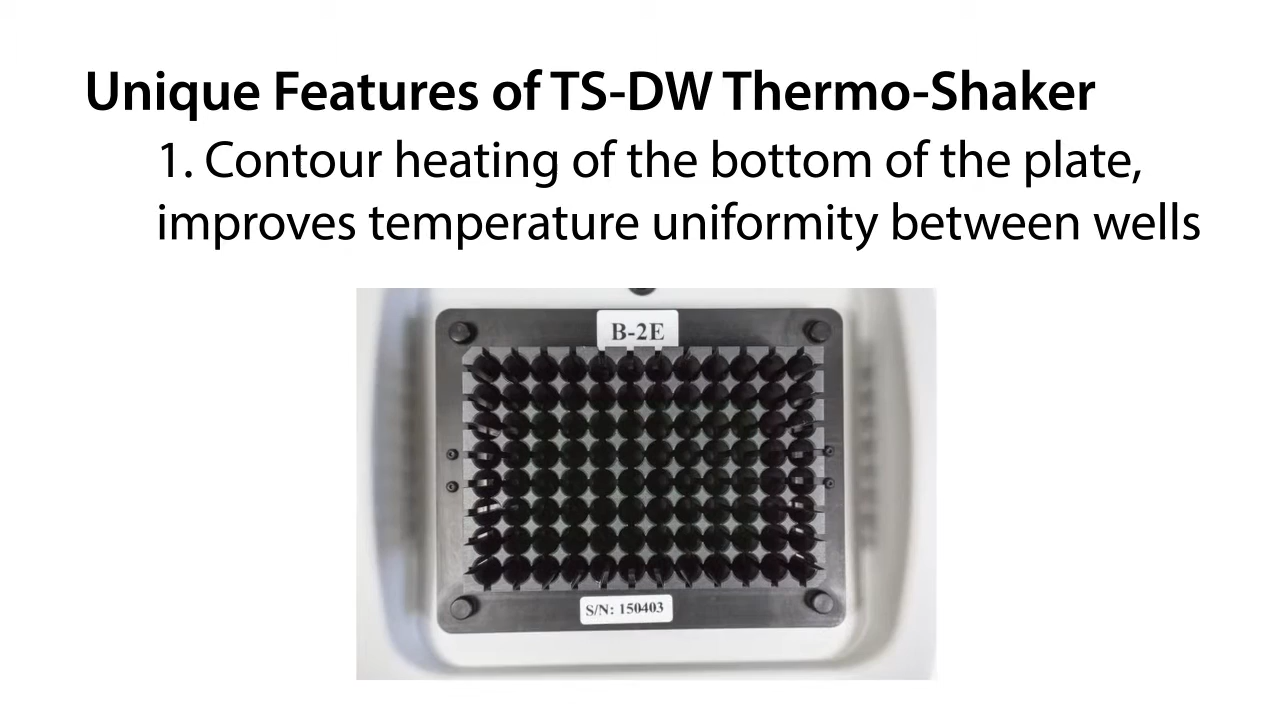 Unique Features of TS-DW Thermo-Shaker
1. Contour heating of the bottom of the plate,
improves temperature uniformity between wells
B-2E
S/N: 150403